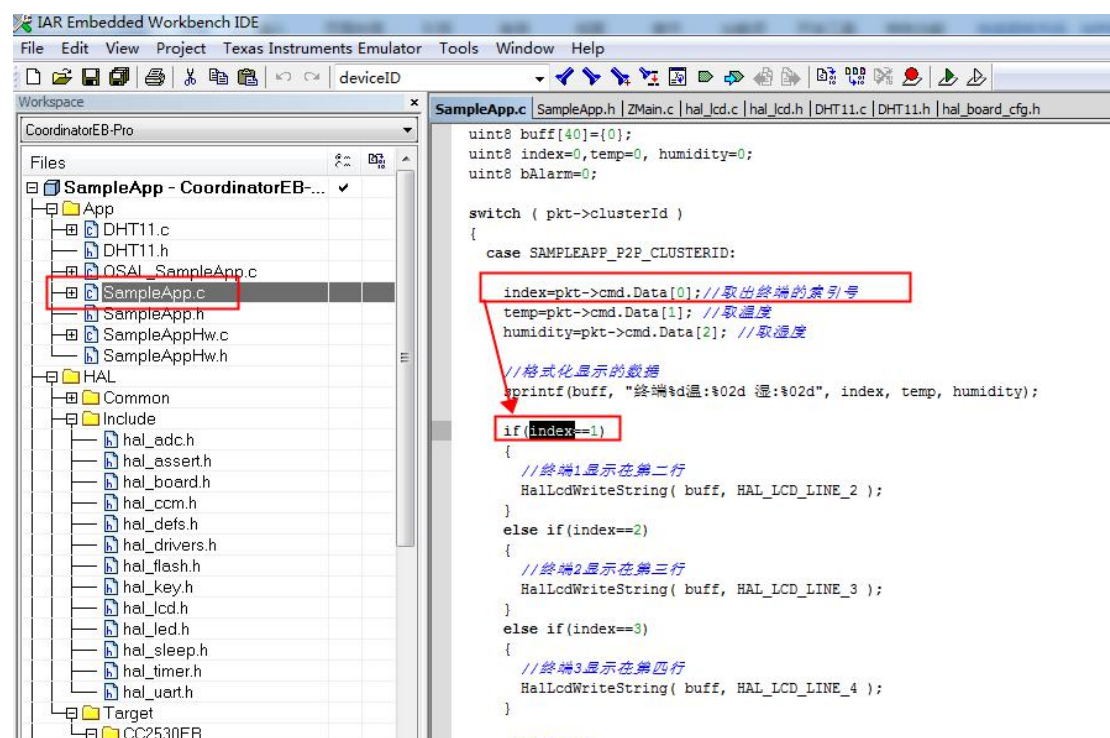 IAR Embedded Workbench IDE
File Edit View Project Texas Instruments Emulator Tools Window Help
deviceID
Workspace
CoordinatorEB-Pro
Files
SampleApp - CoordinatorEB-...
App
DHT11.c
DHT11.h
OSAL_SampleApp.c
SampleApp.c
SampleApp.h
SampleAppHw.c
SampleAppHw.h
HAL
Common
Include
hal_adc.h
hal_assert.h
hal_board.h
hal_ccm.h
hal_defs.h
hal_drivers.h
hal_flash.h
hal_key.h
hal_lcd.h
hal_led.h
hal_sleep.h
hal_timer.h
hal_uart.h
Target
CC2530EB
SampleApp.c | SampleApp.h | ZMain.c | hal_lcd.c | hal_lcd.h | DHT11.c | DHT11.h | hal_board_cfg.h
uint8 buff[40]={0};
uint8 index=0,temp=0, humidity=0;
uint8 bAlarm=0;
switch ( pkt->clusterId )
{
case SAMPLEAPP_P2P_CLUSTERID:
index=pkt->cmd.Data[0];//取出终端的索引号
temp=pkt->cmd.Data[1]; //取温度
humidity=pkt->cmd.Data[2]; //取湿度
//格式化显示的数据
sprintf(buff, "终端%d温:%02d 湿:%02d", index, temp, humidity);
if(index==1)
{
//终端1显示在第二行
HalLcdWriteString( buff, HAL_LCD_LINE_2 );
}
else if(index==2)
{
//终端2显示在第三行
HalLcdWriteString( buff, HAL_LCD_LINE_3 );
}
else if(index==3)
{
//终端3显示在第四行
HalLcdWriteString( buff, HAL_LCD_LINE_4 );
}